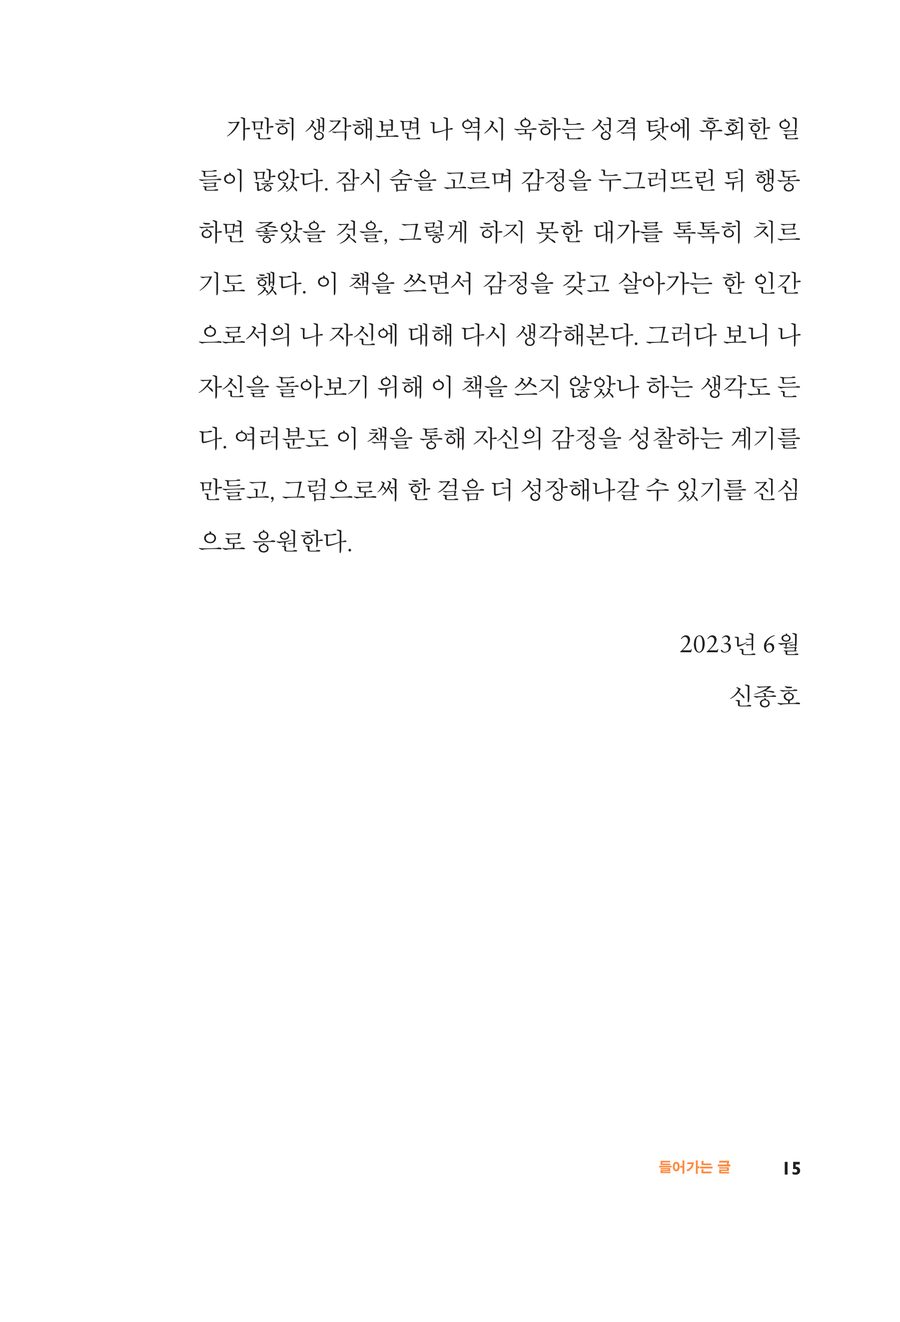 가만히 생각해보면 나 역시 욱하는 성격 탓에 후회한 일
들이 많았다. 잠시 숨을 고르며 감정을 누그러뜨린 뒤 행동
하면 좋았을 것을, 그렇게 하지 못한 대가를 톡톡히 치르
기도 했다. 이 책을 쓰면서 감정을 갖고 살아가는 한 인간
으로서의 나 자신에 대해 다시 생각해본다. 그러다 보니 나
자신을 돌아보기 위해 이 책을 쓰지 않았나 하는 생각도 든
다. 여러분도 이 책을 통해 자신의 감정을 성찰하는 계기를
만들고, 그럼으로써 한 걸음 더 성장해나갈 수 있기를 진심
으로 응원한다.
2023년 6월
신종호
들어가는 글 15